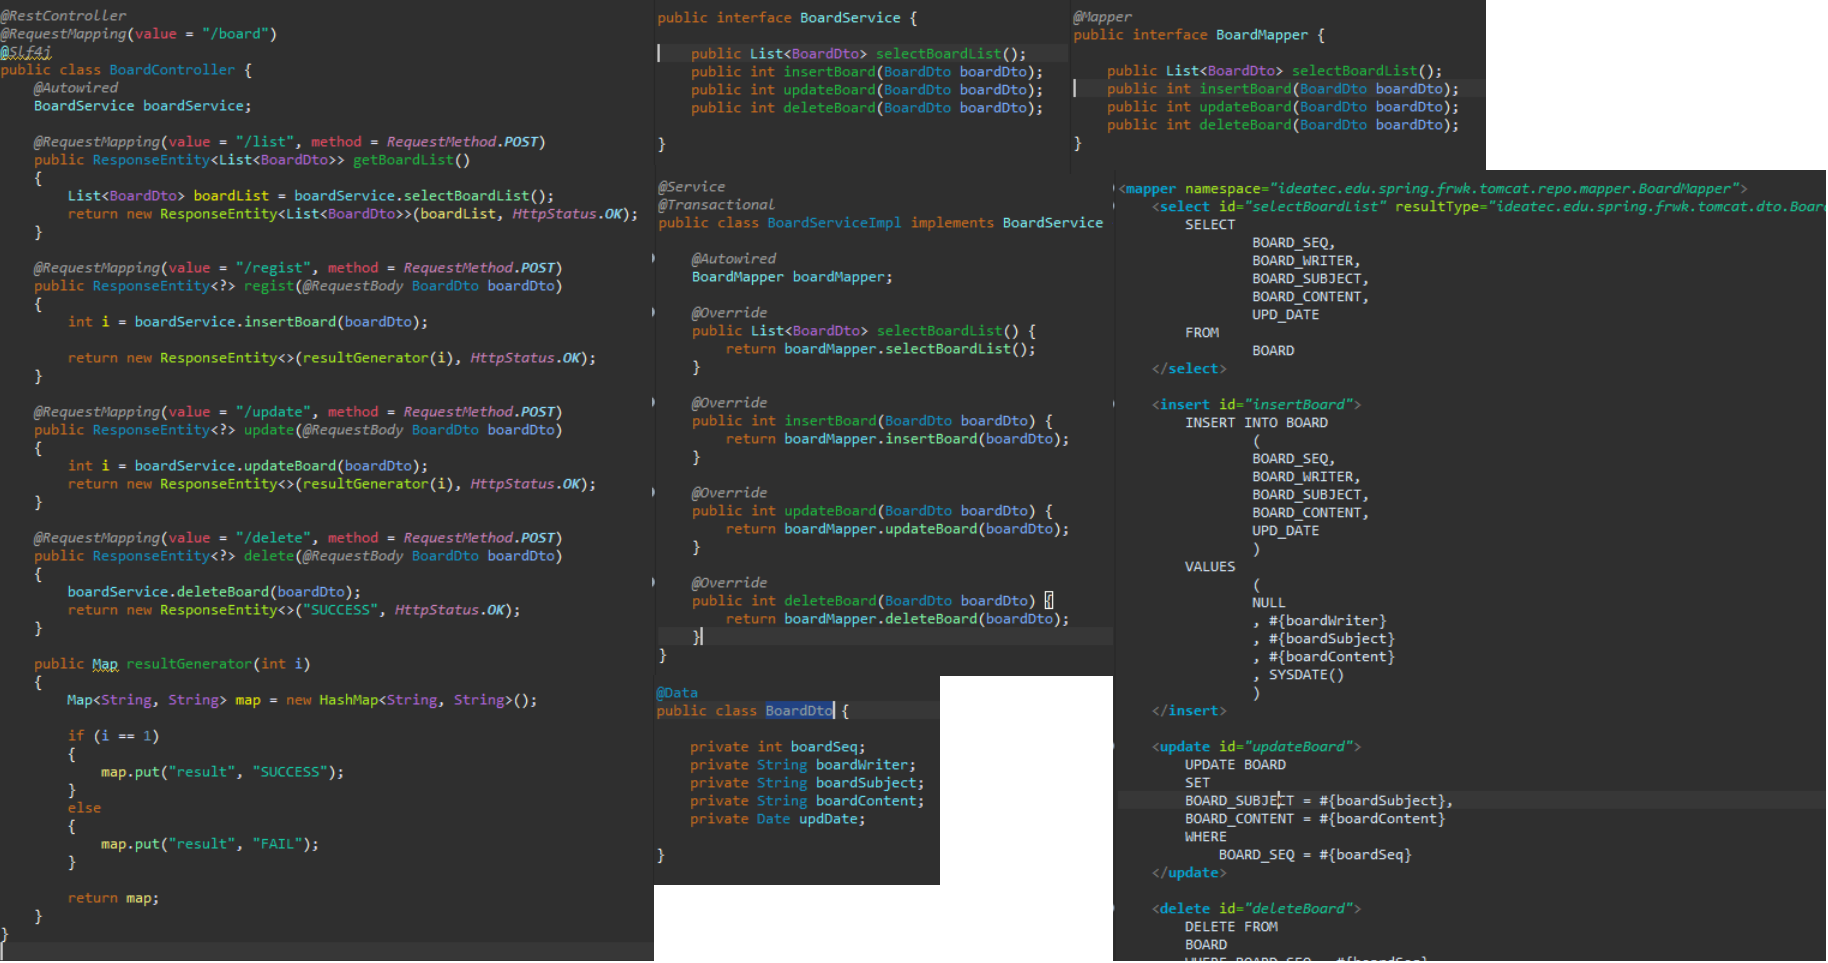 @RestController
@RequestMapping(value = "/board")
@Slf4j
public class BoardController {
@Autowired
BoardService boardService;
@RequestMapping(value = "/list", method = RequestMethod.POST)
public ResponseEntity<List<BoardDto>> getBoardList()
{
List<BoardDto> boardList = boardService.selectBoardList();
return new ResponseEntity<List<BoardDto>>(boardList, HttpStatus.OK);
}
@RequestMapping(value = "/regist", method = RequestMethod.POST)
public ResponseEntity<?> regist(@RequestBody BoardDto boardDto)
{
int i = boardService.insertBoard(boardDto);
return new ResponseEntity<>(resultGenerator(i), HttpStatus.OK);
}
@RequestMapping(value = "/update", method = RequestMethod.POST)
public ResponseEntity<?> update(@RequestBody BoardDto boardDto)
{
int i = boardService.updateBoard(boardDto);
return new ResponseEntity<>(resultGenerator(i), HttpStatus.OK);
}
@RequestMapping(value = "/delete", method = RequestMethod.POST)
public ResponseEntity<?> delete(@RequestBody BoardDto boardDto)
{
boardService.deleteBoard(boardDto);
return new ResponseEntity<>("SUCCESS", HttpStatus.OK);
}
public Map resultGenerator(int i)
{
Map<String, String> map = new HashMap<String, String>();
if (i == 1)
{
map.put("result", "SUCCESS");
}
else
{
map.put("result", "FAIL");
}
return map;
}
}
public interface BoardService {
public List<BoardDto> selectBoardList();
public int insertBoard(BoardDto boardDto);
public int updateBoard(BoardDto boardDto);
public int deleteBoard(BoardDto boardDto);
}
@Mapper
public interface BoardMapper {
public List<BoardDto> selectBoardList();
public int insertBoard(BoardDto boardDto);
public int updateBoard(BoardDto boardDto);
public int deleteBoard(BoardDto boardDto);
}
@Service
@Transactional
public class BoardServiceImpl implements BoardService
@Autowired
BoardMapper boardMapper;
@Override
public List<BoardDto> selectBoardList() {
return boardMapper.selectBoardList();
}
@Override
public int insertBoard(BoardDto boardDto) {
return boardMapper.insertBoard(boardDto);
}
@Override
public int updateBoard(BoardDto boardDto) {
return boardMapper.updateBoard(boardDto);
}
@Override
public int deleteBoard(BoardDto boardDto) {
return boardMapper.deleteBoard(boardDto);
}
}
@Data
public class BoardDto {
private int boardSeq;
private String boardWriter;
private String boardSubject;
private String boardContent;
private Date updDate;
}
<mapper namespace="ideatec.edu.spring.frwk.tomcat.repo.mapper.BoardMapper">
<select id="selectBoardList" resultType="ideatec.edu.spring.frwk.tomcat.dto.Boar
SELECT
BOARD_SEQ,
BOARD_WRITER,
BOARD_SUBJECT,
BOARD_CONTENT,
UPD_DATE
FROM
BOARD
</select>
<insert id="insertBoard">
INSERT INTO BOARD
(
BOARD_SEQ,
BOARD_WRITER,
BOARD_SUBJECT,
BOARD_CONTENT,
UPD_DATE
)
VALUES
(
NULL
, #{boardWriter}
, #{boardSubject}
, #{boardContent}
, SYSDATE()
)
</insert>
<update id="updateBoard">
UPDATE BOARD
SET
BOARD_SUBJECT = #{boardSubject},
BOARD_CONTENT = #{boardContent}
WHERE
BOARD_SEQ = #{boardSeq}
</update>
<delete id="deleteBoard">
DELETE FROM
BOARD
WHERE BOARD_SEQ = #{boardSeq}